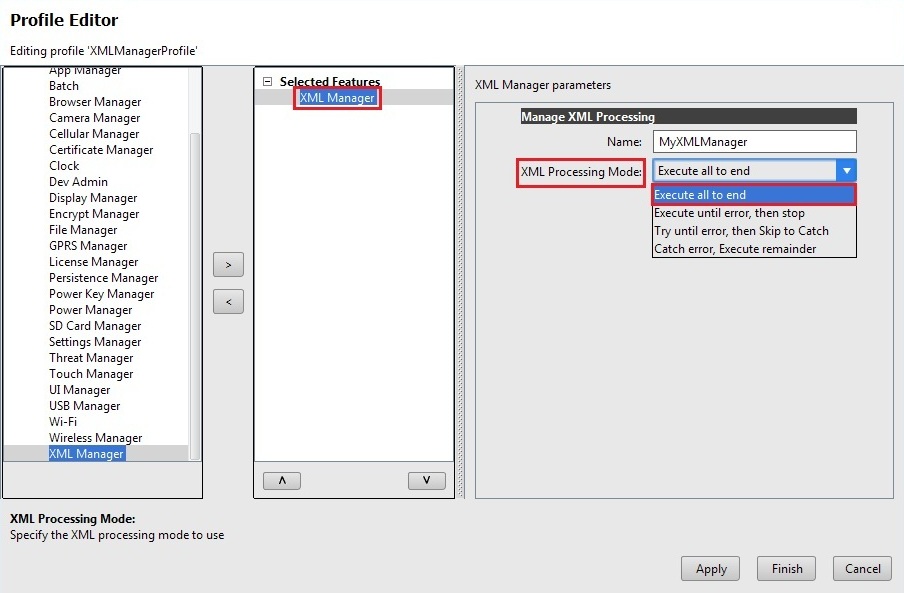 Profile Editor
Editing profile 'XMLManagerProfile'
App Manager
Batch
Browser Manager
Camera Manager
Cellular Manager
Certificate Manager
Clock
Dev Admin
Display Manager
Encrypt Manager
File Manager
GPRS Manager
License Manager
Persistence Manager
Power Key Manager
Power Manager
SD Card Manager
Settings Manager
Threat Manager
Touch Manager
UI Manager
USB Manager
Wi-Fi
Wireless Manager
XML Manager
>
<
Selected Features
XML Manager
XML Manager parameters
Manage XML Processing
Name: MyXMLManager
XML Processing Mode: Execute all to end
Execute all to end
Execute until error, then stop
Try until error, then Skip to Catch
Catch error, Execute remainder
XML Processing Mode:
Specify the XML processing mode to use
Apply Finish Cancel